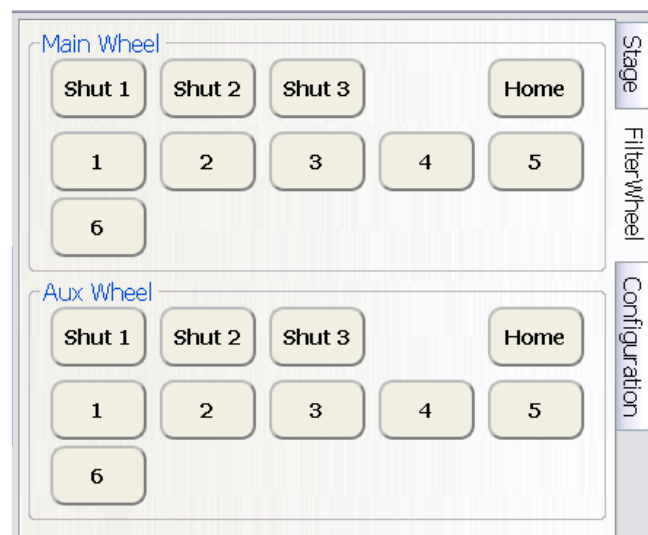 Main Wheel
Shut 1 Shut 2 Shut 3 Home
1 2 3 4 5
6
Aux Wheel
Shut 1 Shut 2 Shut 3 Home
1 2 3 4 5
6
Stage
FilterWheel
Configuration